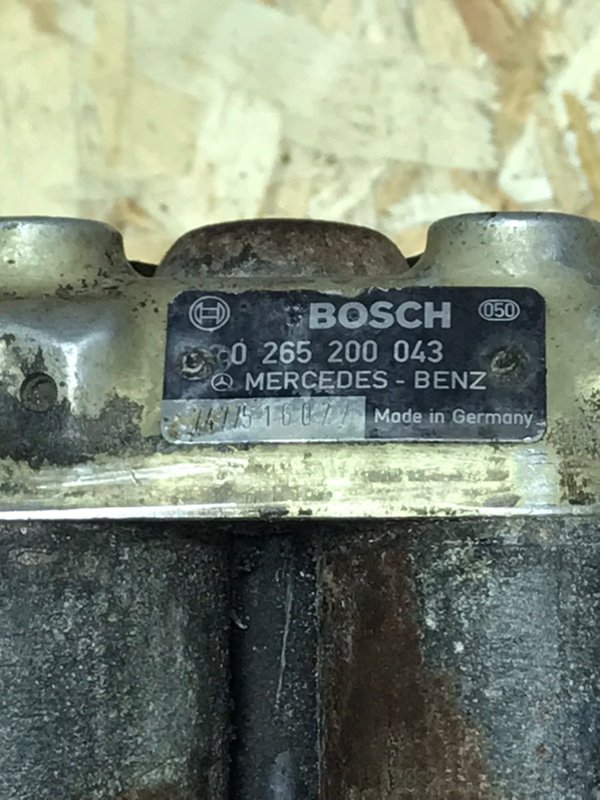 BOSCH 050
0 265 200 043
MERCEDES - BENZ
Made in Germany